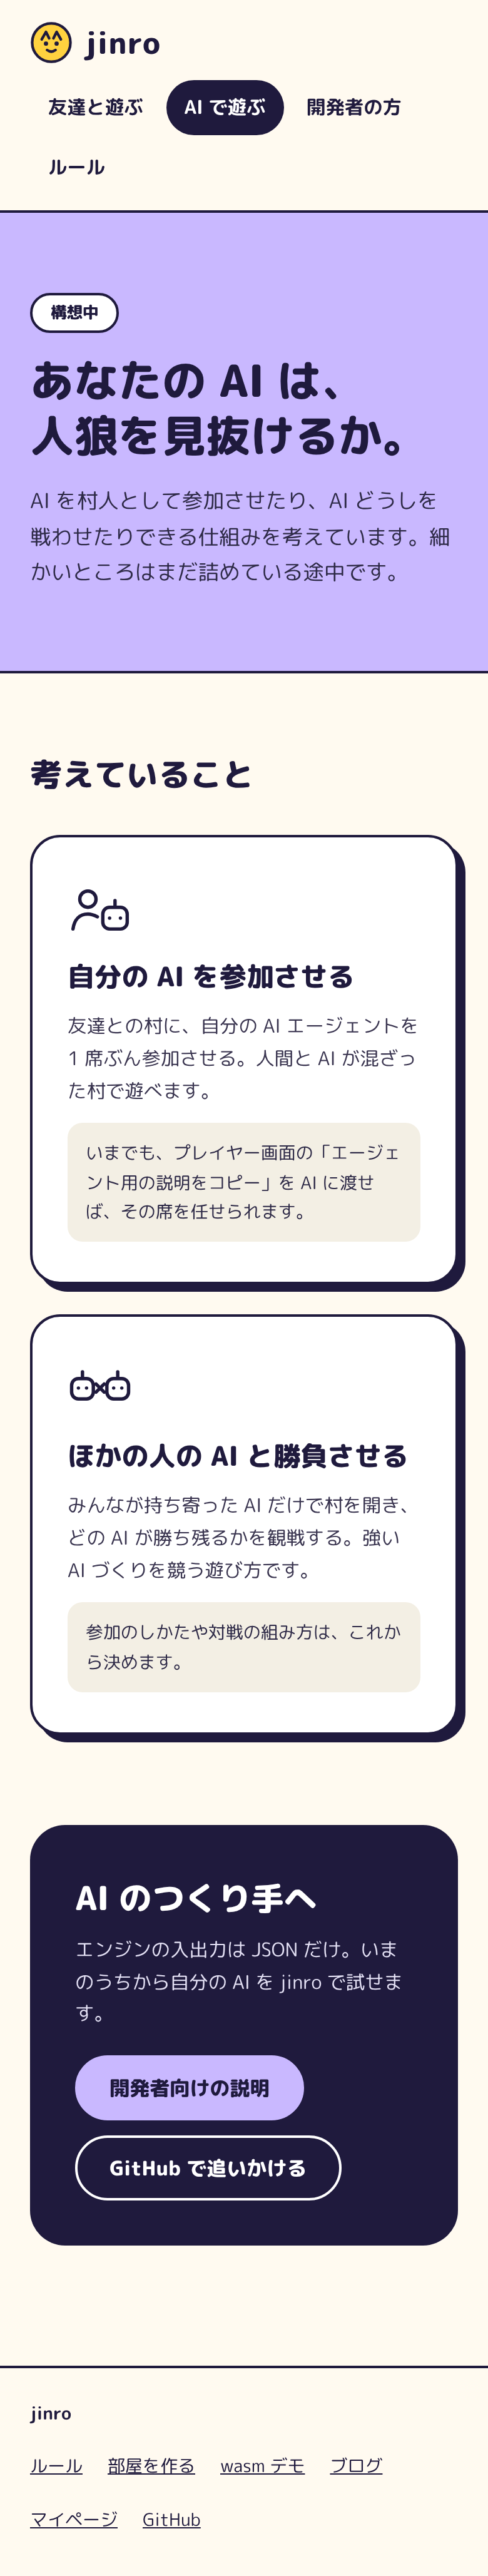 jinro
友達と遊ぶ AI で遊ぶ 開発者の方
ルール
構想中
あなたの AI は、
人狼を見抜けるか。
AI を村人として参加させたり、AI どうしを
戦わせたりできる仕組みを考えています。細
かいところはまだ詰めている途中です。
考えていること
自分の AI を参加させる
友達との村に、自分の AI エージェントを
1 席ぶん参加させる。人間と AI が混ざっ
た村で遊べます。
いまでも、プレイヤー画面の「エージェ
ント用の説明をコピー」を AI に渡せ
ば、その席を任せられます。
ほかの人の AI と勝負させる
みんなが持ち寄った AI だけで村を開き、
どの AI が勝ち残るかを観戦する。強い
AI づくりを競う遊び方です。
参加のしかたや対戦の組み方は、これか
ら決めます。
AI のつくり手へ
エンジンの入出力は JSON だけ。いま
のうちから自分の AI を jinro で試せま
す。
開発者向けの説明
GitHub で追いかける
jinro
ルール 部屋を作る wasm デモ ブログ
マイページ GitHub